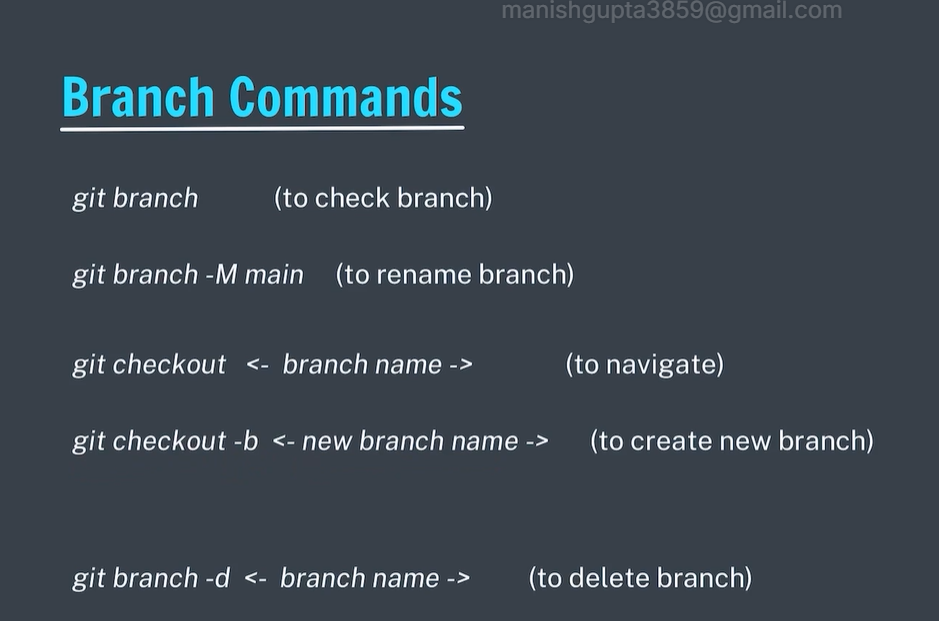 manishgupta3859@gmail.com
Branch Commands
git branch (to check branch)
git branch -M main (to rename branch)
git checkout <- branch name -> (to navigate)
git checkout -b <- new branch name -> (to create new branch)
git branch -d <- branch name -> (to delete branch)